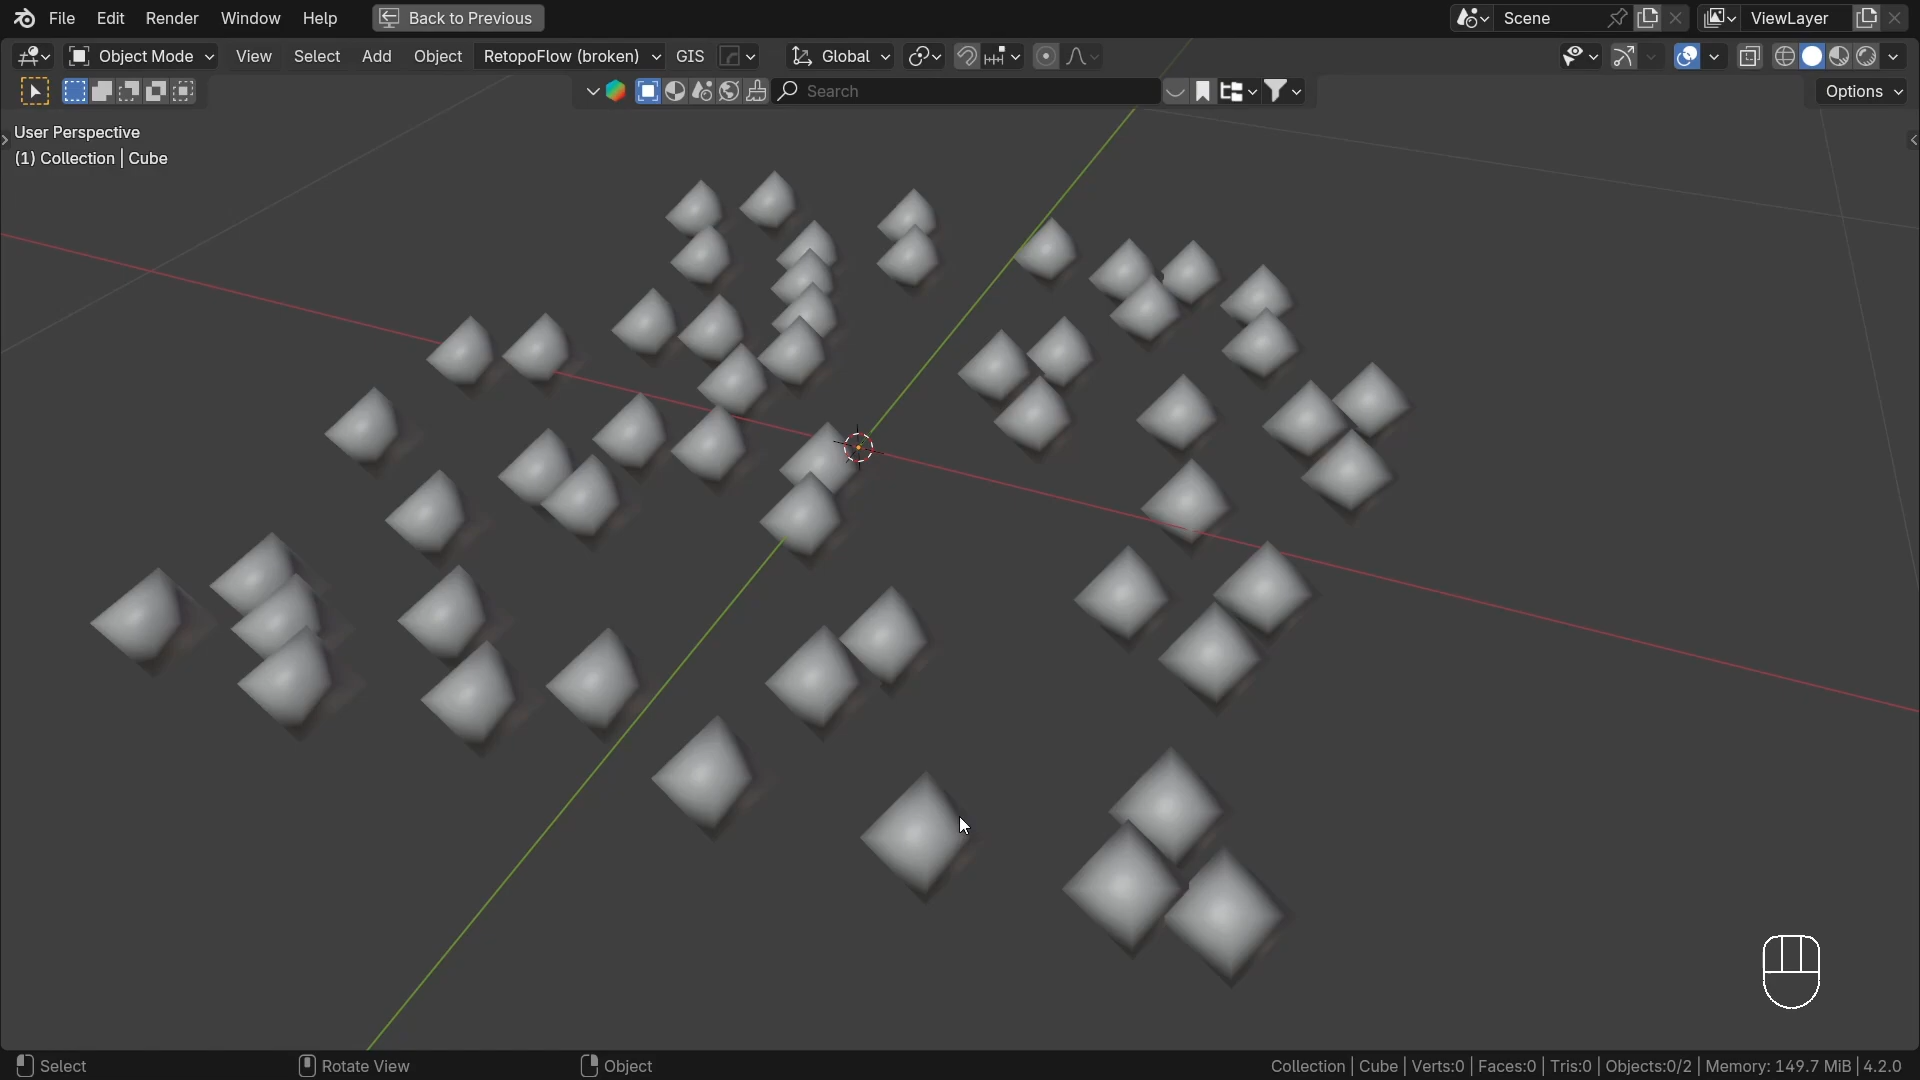 File Edit Render Window Help Back to Previous Scene ViewLayer
Object Mode View Select Add Object RetopoFlow (broken) GIS Global
Search Options
User Perspective
(1) Collection | Cube
Select Rotate View Object Collection | Cube | Verts:0 | Faces:0 | Tris:0 | Objects:0/2 | Memory: 149.7 MiB | 4.2.0